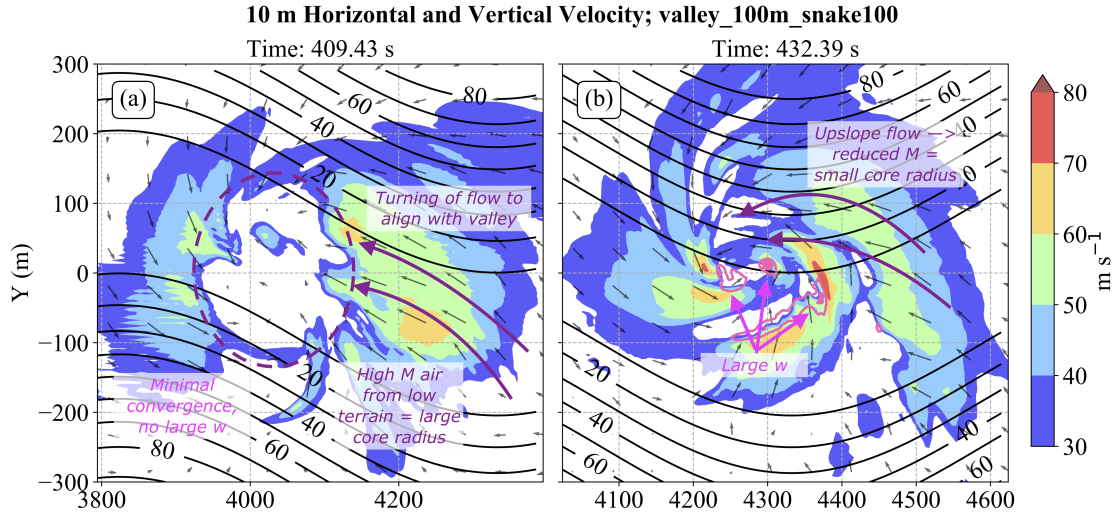 10 m Horizontal and Vertical Velocity; valley_100m_snake100
Time: 409.43 s
Time: 432.39 s
(a)
(b)
Y (m)
300
200
100
0
−100
−200
−300
3800
4000
4200
80
60
40
20
20
40
60
80
Turning of flow to
align with valley
High M air
from low
terrain = large
core radius
Minimal
convergence,
no large w
4100
4200
4300
4400
4500
4600
80
60
40
20
20
40
60
40
60
Upslope flow —>
reduced M =
small core radius
Large w
80
70
60
50
40
30
m s⁻¹